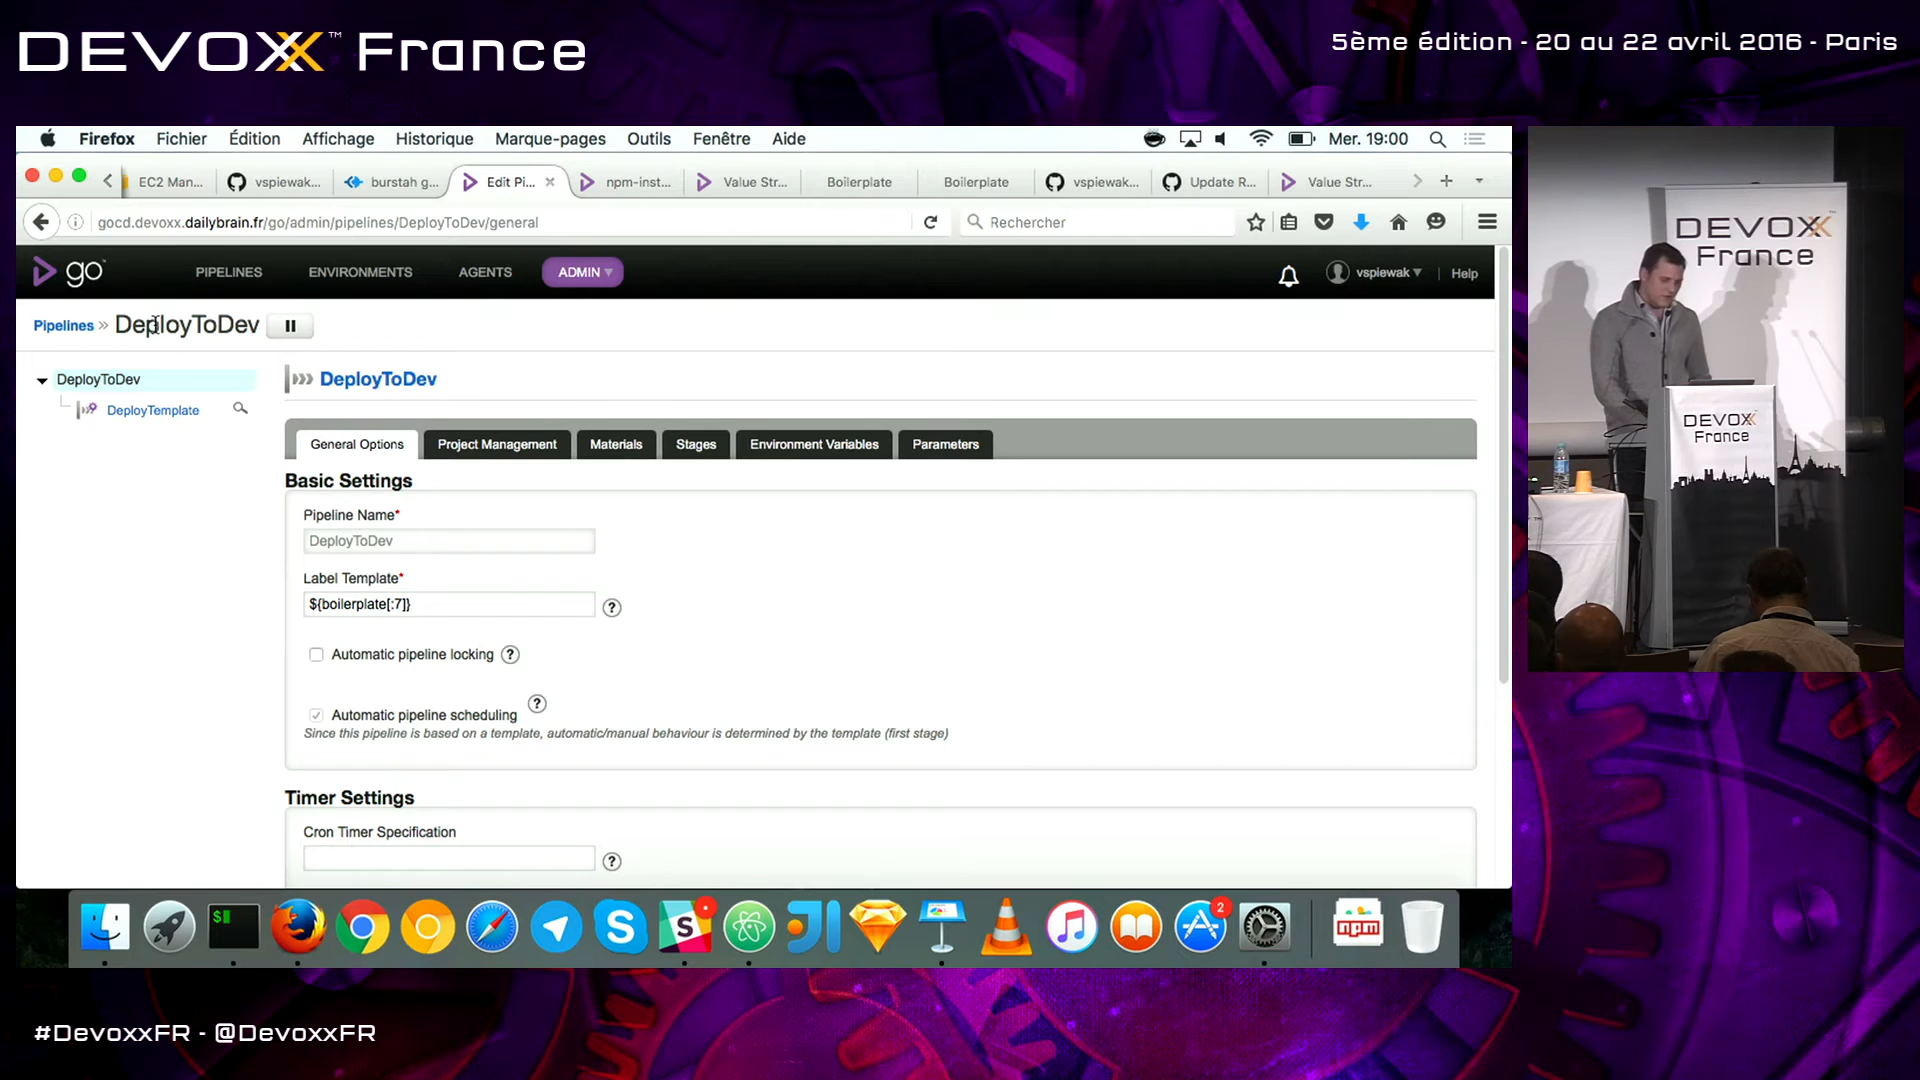 DEVOXX™ France
5ème édition - 20 au 22 avril 2016 - Paris
Firefox Fichier Édition Affichage Historique Marque-pages Outils Fenêtre Aide
Mer. 19:00
EC2 Man... vspiewak... burstah g... Edit Pi... npm-inst... Value Str... Boilerplate Boilerplate vspiewak... Update R... Value Str...
gocd.devoxx.dailybrain.fr/go/admin/pipelines/DeployToDev/general
Rechercher
go™ PIPELINES ENVIRONMENTS AGENTS ADMIN vspiewak | Help
Pipelines » DeployToDev
DeployToDev
DeployTemplate
DeployToDev
General Options Project Management Materials Stages Environment Variables Parameters
Basic Settings
Pipeline Name*
DeployToDev
Label Template*
${boilerplate[:7]}
?
Automatic pipeline locking ?
Automatic pipeline scheduling ?
Since this pipeline is based on a template, automatic/manual behaviour is determined by the template (first stage)
Timer Settings
Cron Timer Specification
?
$
S
2
npm
DEVOXX
France
DEVOXX
France
#DevoxxFR - @DevoxxFR